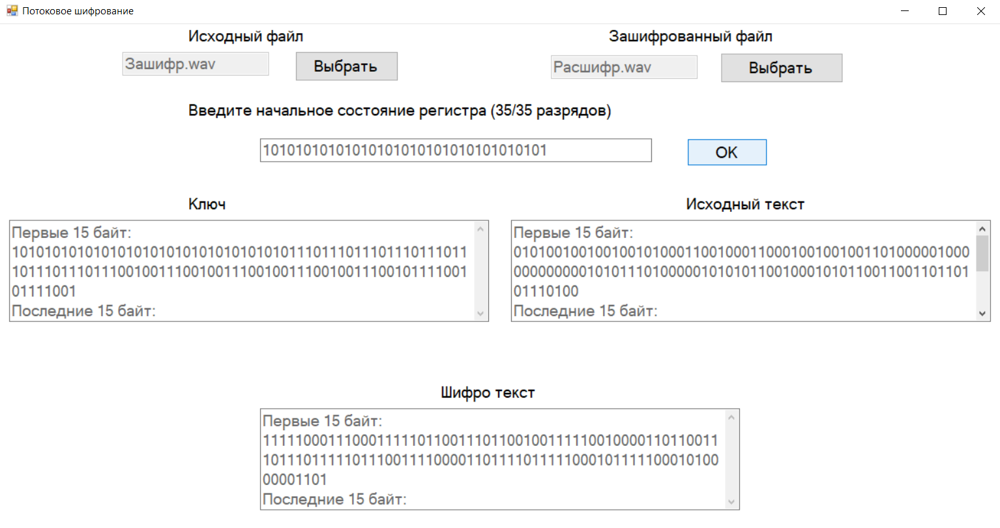 Потоковое шифрование
Исходный файл
Зашифрованный файл
Зашифр.wav
Выбрать
Расшифр.wav
Выбрать
Введите начальное состояние регистра (35/35 разрядов)
10101010101010101010101010101010101
OK
Ключ
Исходный текст
Первые 15 байт:
10101010101010101010101010101010101110111011101110111011
10111011101110010011100100111001001110010011100101111001
01111001
Последние 15 байт:
Первые 15 байт:
01010010010010010100011001000110001001001001101000001000
00000000010101110100000101010110010001010110011001101101
01110100
Последние 15 байт:
Шифро текст
Первые 15 байт:
11111000111000111110110011101100100111110010000110110011
10111011111011100111100001101111011111000101111100010100
00001101
Последние 15 байт: